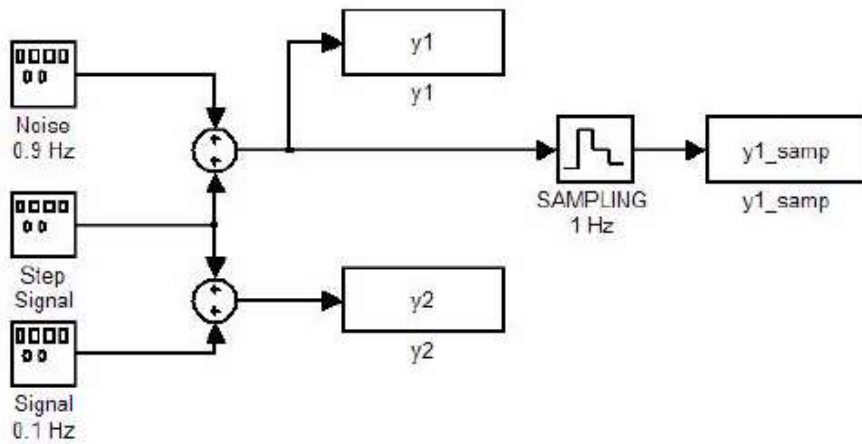 y1
y1
Noise
0.9 Hz
y1_samp
y1_samp
SAMPLING
1 Hz
Step
Signal
y2
y2
Signal
0.1 Hz